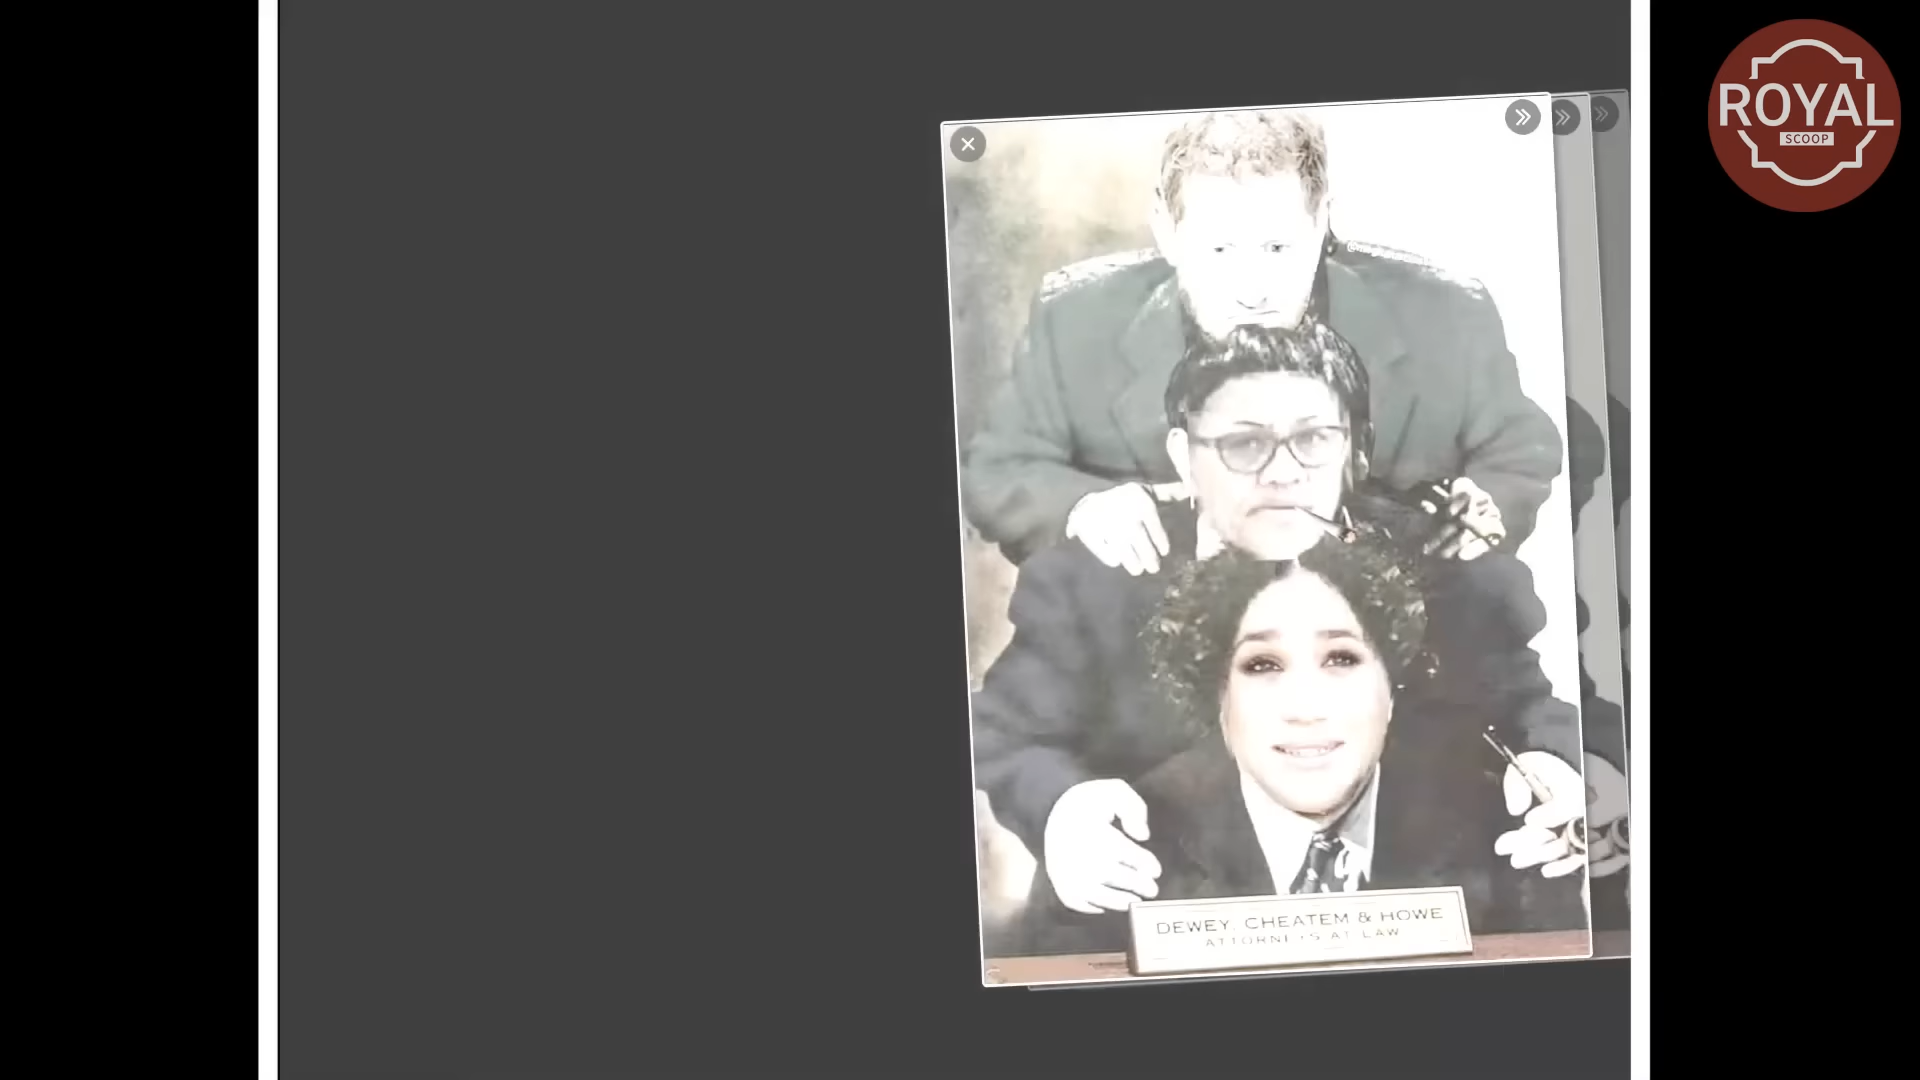 ROYAL
SCOOP
DEWEY, CHEATEM & HOWE
ATTORNEYS AT LAW